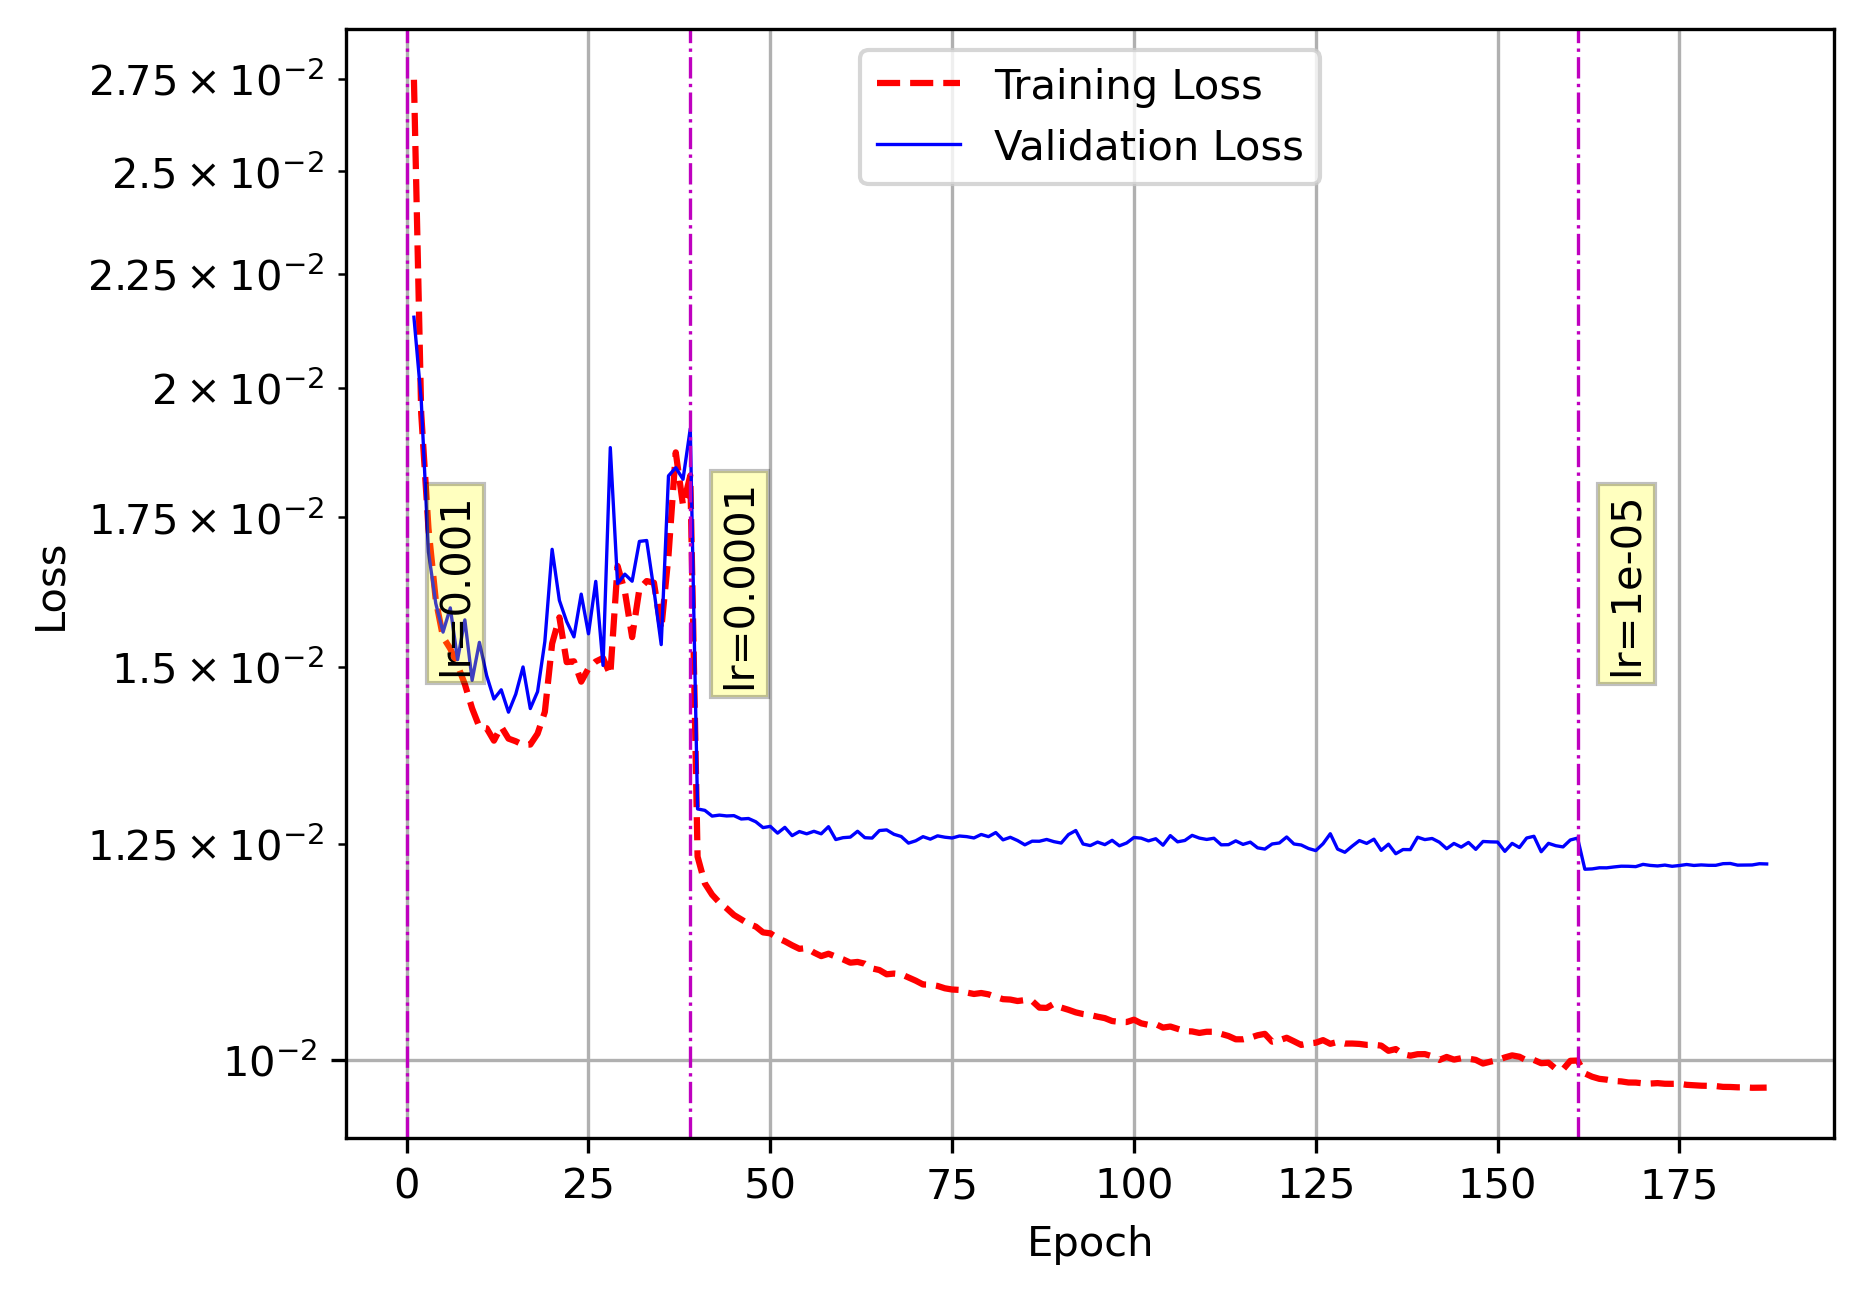 Training Loss
Validation Loss
Loss
2.75 × 10⁻²
2.5 × 10⁻²
2.25 × 10⁻²
2 × 10⁻²
1.75 × 10⁻²
1.5 × 10⁻²
1.25 × 10⁻²
10⁻²
lr=0.001
lr=0.0001
lr=1e-05
0 25 50 75 100 125 150 175
Epoch